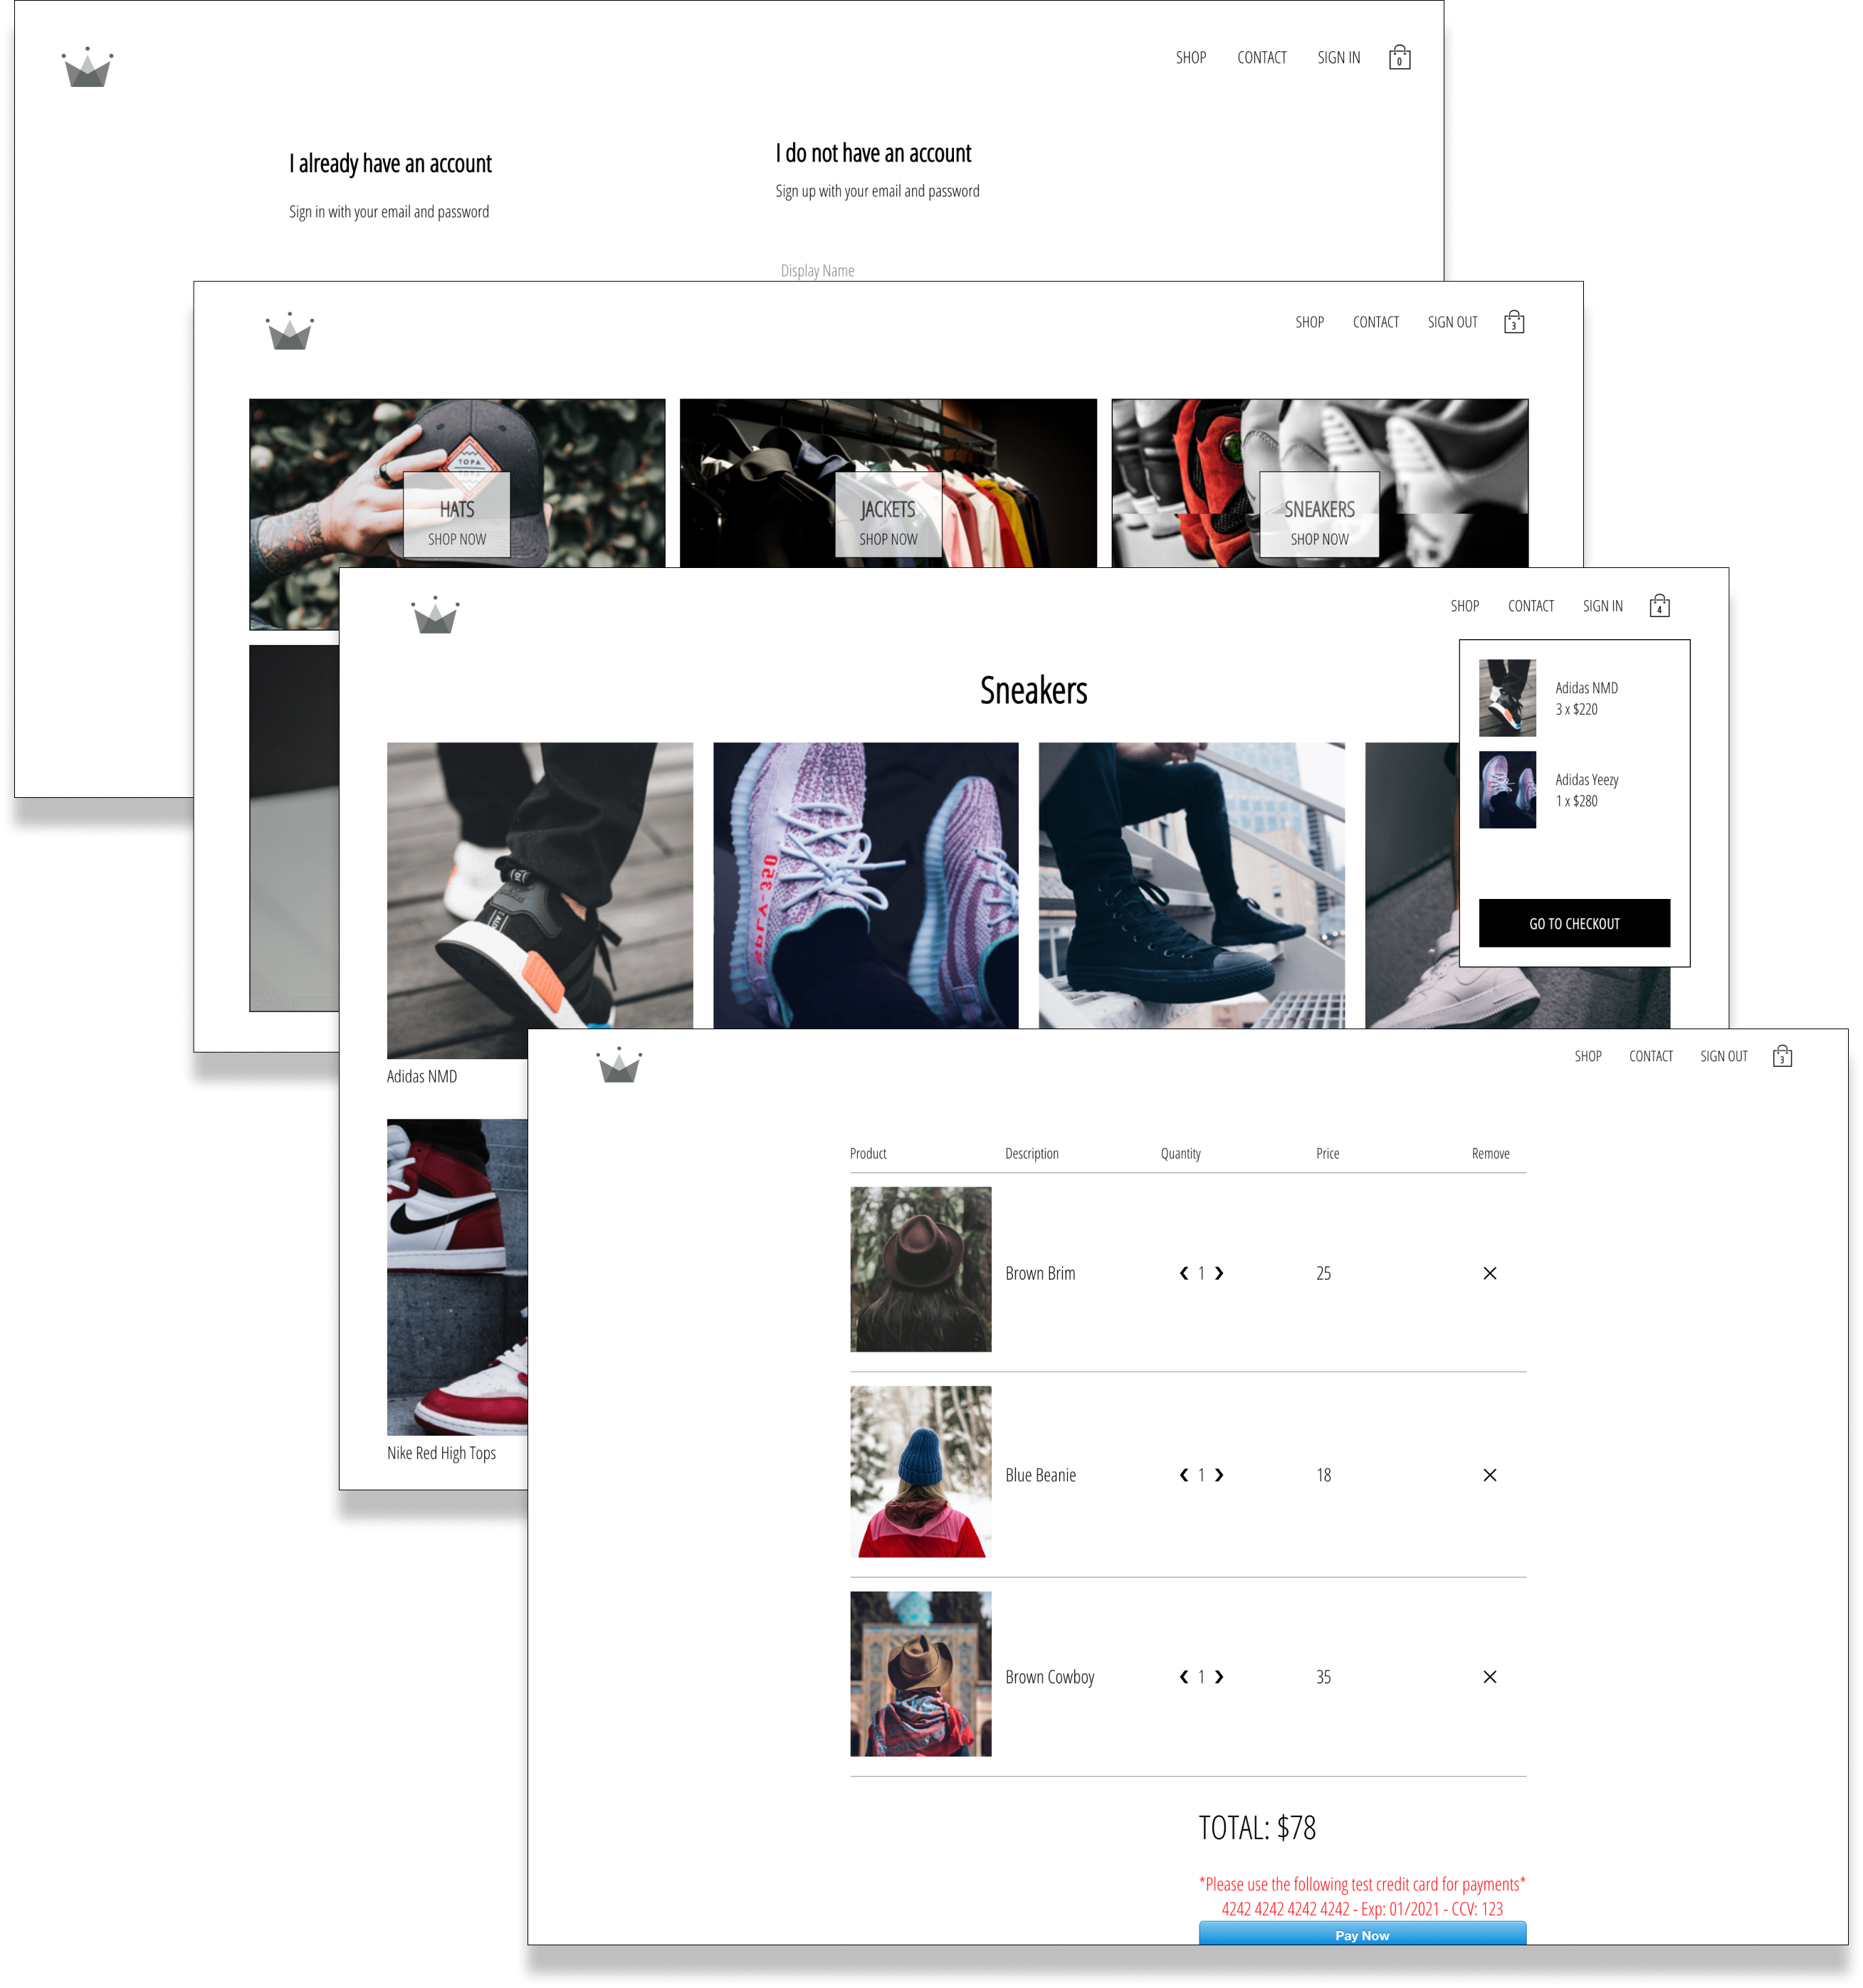 SHOP CONTACT SIGN IN 0
I already have an account
Sign in with your email and password
I do not have an account
Sign up with your email and password
Display Name
SHOP CONTACT SIGN OUT 3
TOPA
HATS
SHOP NOW
JACKETS
SHOP NOW
SNEAKERS
SHOP NOW
SHOP CONTACT SIGN IN 4
Sneakers
Adidas NMD
3 x $220
Adidas Yeezy
1 x $280
GO TO CHECKOUT
Adidas NMD
Nike Red High Tops
SHOP CONTACT SIGN OUT 3
Product Description Quantity Price Remove
Brown Brim ❮ 1 ❯ 25 ✕
Blue Beanie ❮ 1 ❯ 18 ✕
Brown Cowboy ❮ 1 ❯ 35 ✕
TOTAL: $78
*Please use the following test credit card for payments*
4242 4242 4242 4242 - Exp: 01/2021 - CCV: 123
Pay Now